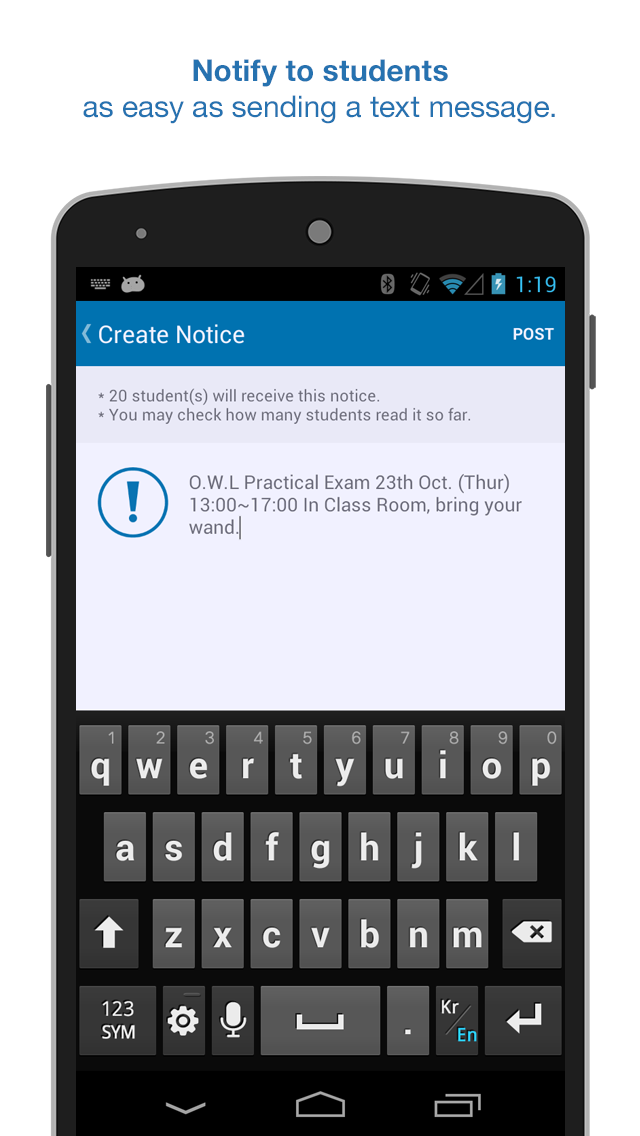 Notify to students
as easy as sending a text message.
1:19
Create Notice
POST
* 20 student(s) will receive this notice.
* You may check how many students read it so far.
O.W.L Practical Exam 23th Oct. (Thur)
13:00~17:00 In Class Room, bring your
wand.
1 2 3 4 5 6 7 8 9 0
q w e r t y u i o p
a s d f g h j k l
z x c v b n m
123
SYM
.
Kr
En